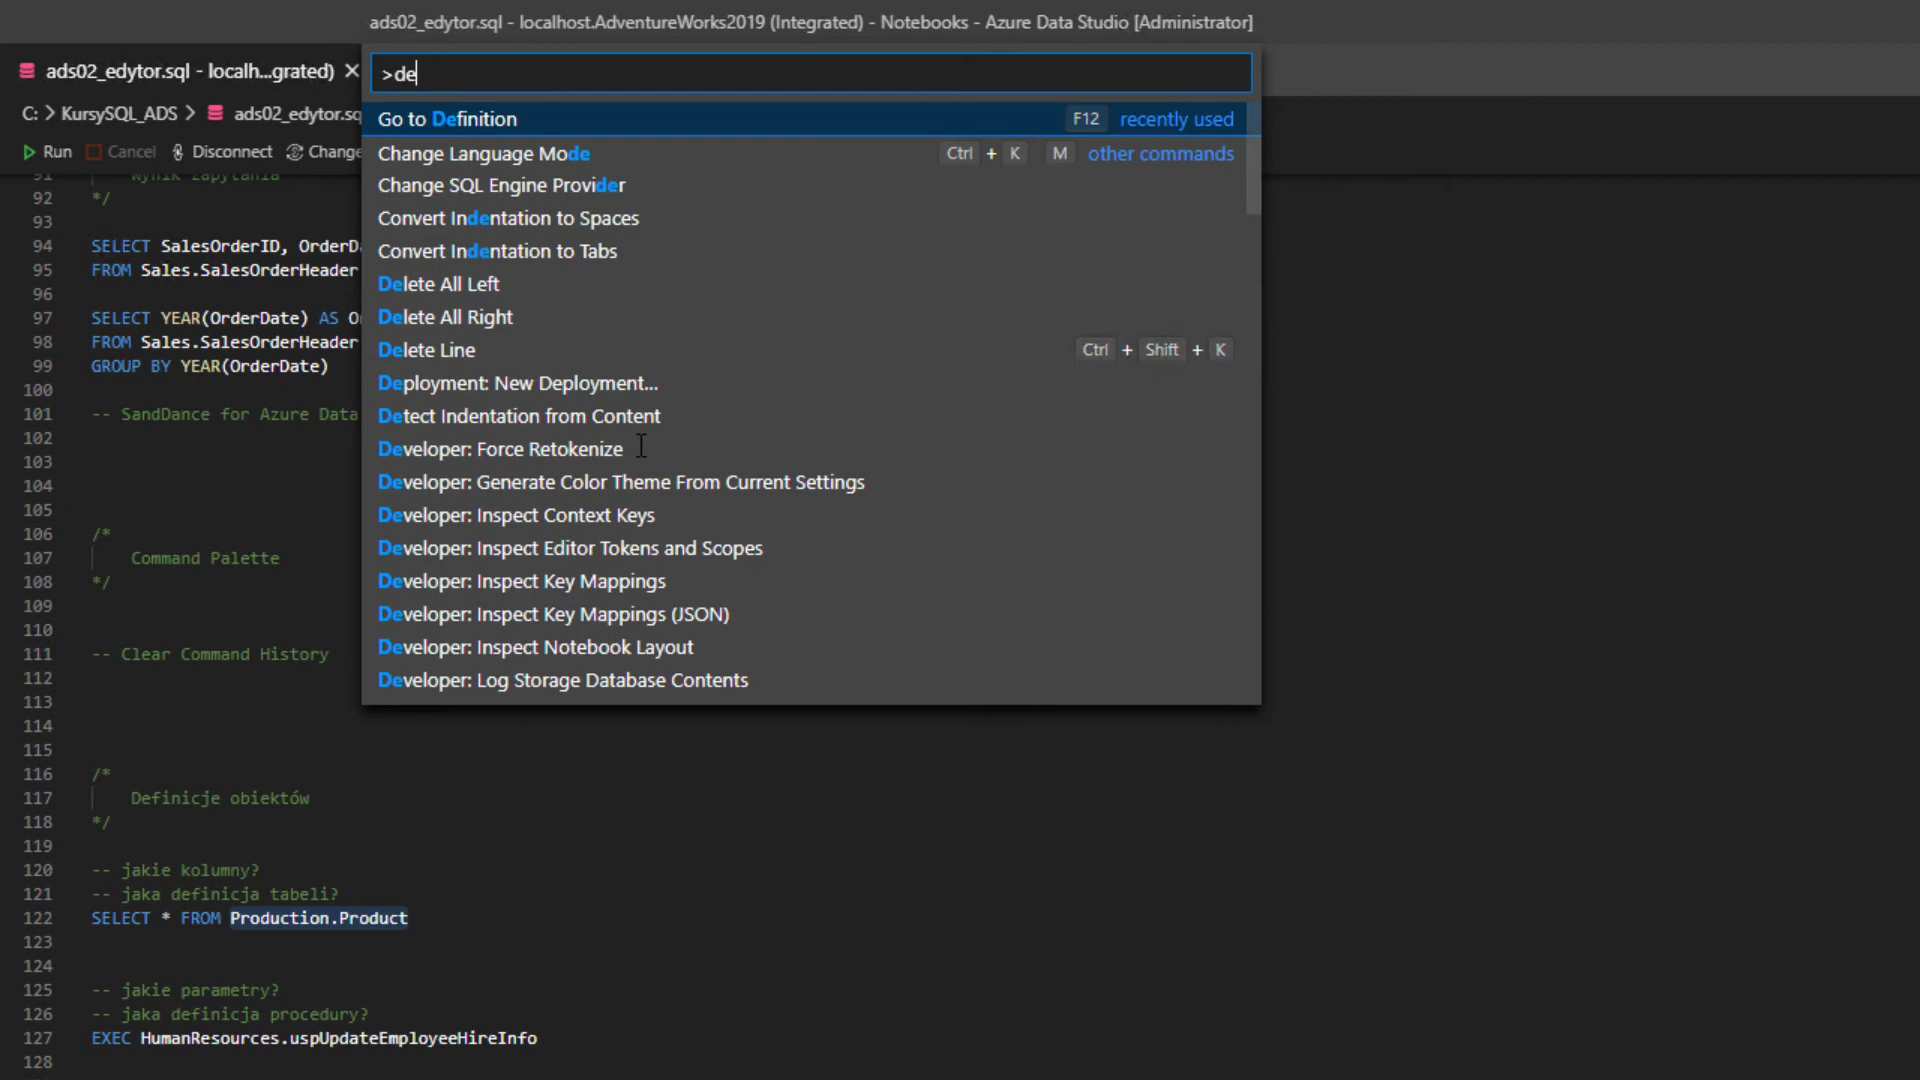 ads02_edytor.sql - localhost.AdventureWorks2019 (Integrated) - Notebooks - Azure Data Studio [Administrator]
ads02_edytor.sql - localh...grated)
>de
C: > KursySQL_ADS > ads02_edytor.sq
Run Cancel Disconnect Change
Go to Definition F12 recently used
Change Language Mode Ctrl + K M other commands
Change SQL Engine Provider
Convert Indentation to Spaces
Convert Indentation to Tabs
Delete All Left
Delete All Right
Delete Line Ctrl + Shift + K
Deployment: New Deployment...
Detect Indentation from Content
Developer: Force Retokenize
Developer: Generate Color Theme From Current Settings
Developer: Inspect Context Keys
Developer: Inspect Editor Tokens and Scopes
Developer: Inspect Key Mappings
Developer: Inspect Key Mappings (JSON)
Developer: Inspect Notebook Layout
Developer: Log Storage Database Contents
91 Wynik zapytania
92 */
93
94 SELECT SalesOrderID, OrderDa
95 FROM Sales.SalesOrderHeader
96
97 SELECT YEAR(OrderDate) AS Or
98 FROM Sales.SalesOrderHeader
99 GROUP BY YEAR(OrderDate)
100
101 -- SandDance for Azure Data
102
103
104
105
106 /*
107 Command Palette
108 */
109
110
111 -- Clear Command History
112
113
114
115
116 /*
117 Definicje obiektów
118 */
119
120 -- jakie kolumny?
121 -- jaka definicja tabeli?
122 SELECT * FROM Production.Product
123
124
125 -- jakie parametry?
126 -- jaka definicja procedury?
127 EXEC HumanResources.uspUpdateEmployeeHireInfo
128